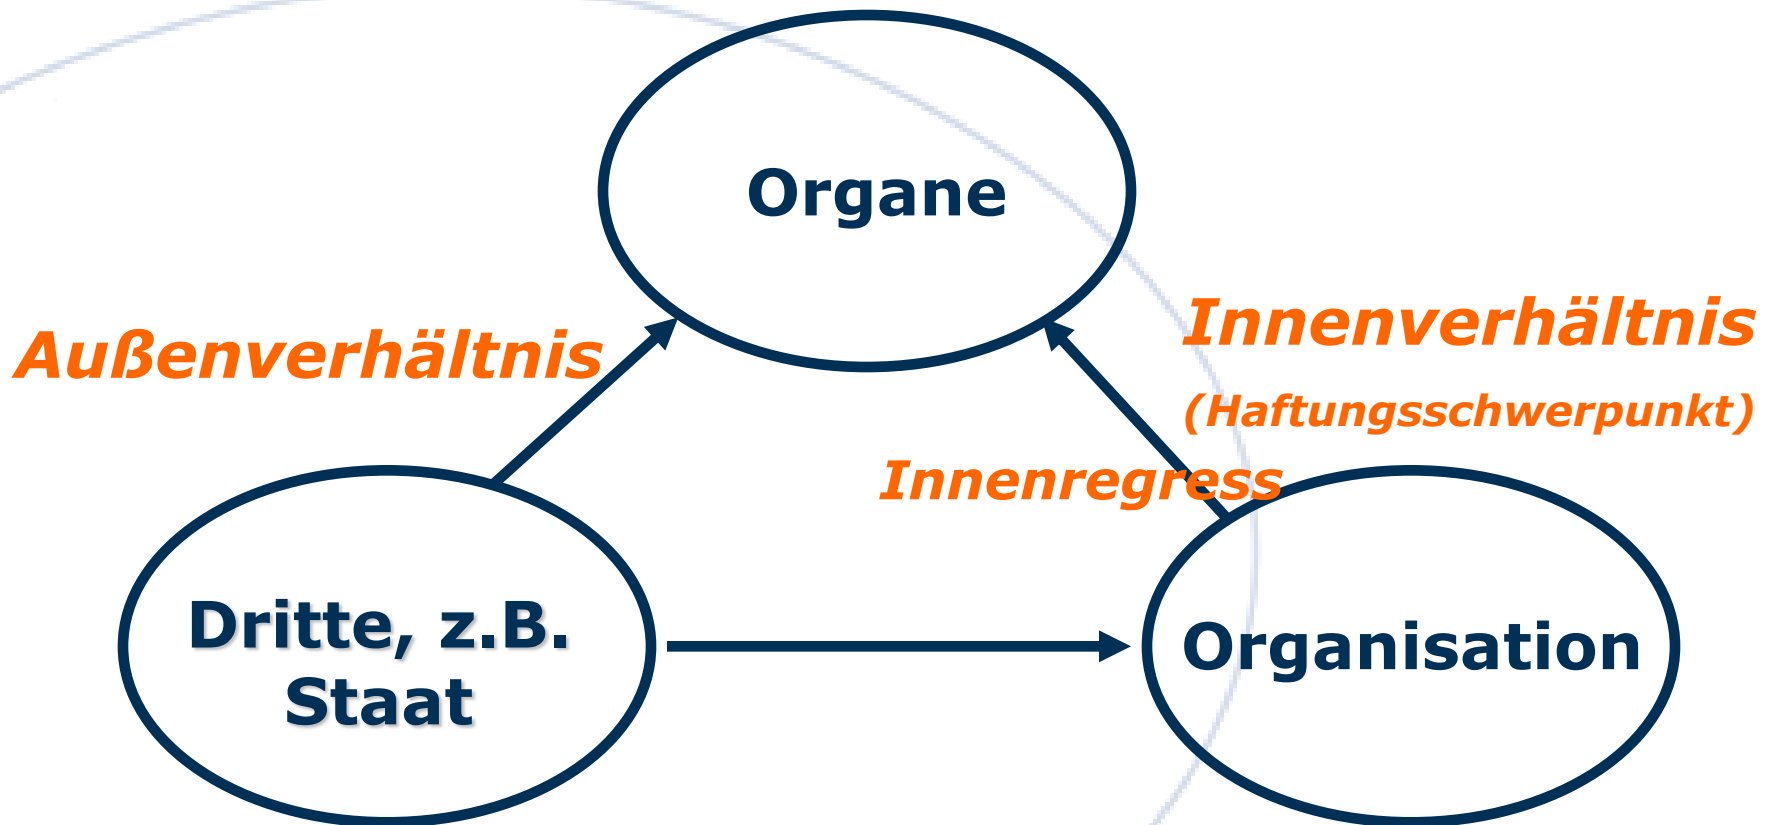 Organe
Außenverhältnis
Innenverhältnis
(Haftungsschwerpunkt)
Innenregress
Dritte, z.B.
Staat
Organisation